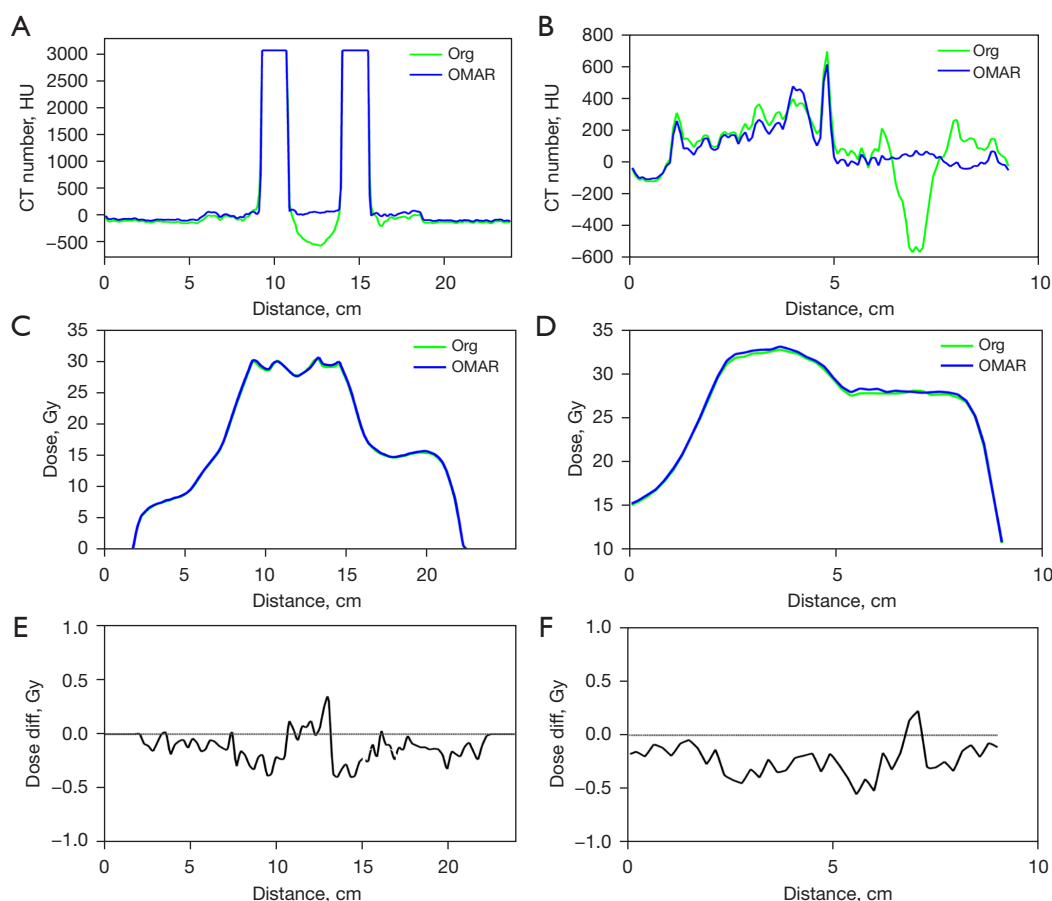 A
CT number, HU
3000
2500
2000
1500
1000
500
0
−500
Org
OMAR
0 5 10 15 20
Distance, cm
B
CT number, HU
800
600
400
200
0
−200
−400
−600
Org
OMAR
0 5 10
Distance, cm
C
Dose, Gy
35
30
25
20
15
10
5
0
Org
OMAR
0 5 10 15 20
Distance, cm
D
Dose, Gy
35
30
33
25
15
10
Org
OMAR
0 5 10
Distance, cm
E
Dose diff, Gy
1.0
0.5
0.0
−0.5
−1.0
0 5 10 15 20
Distance, cm
F
Dose diff, Gy
1.0
0.5
0.0
−0.5
−1.0
0 5 10
Distance, cm